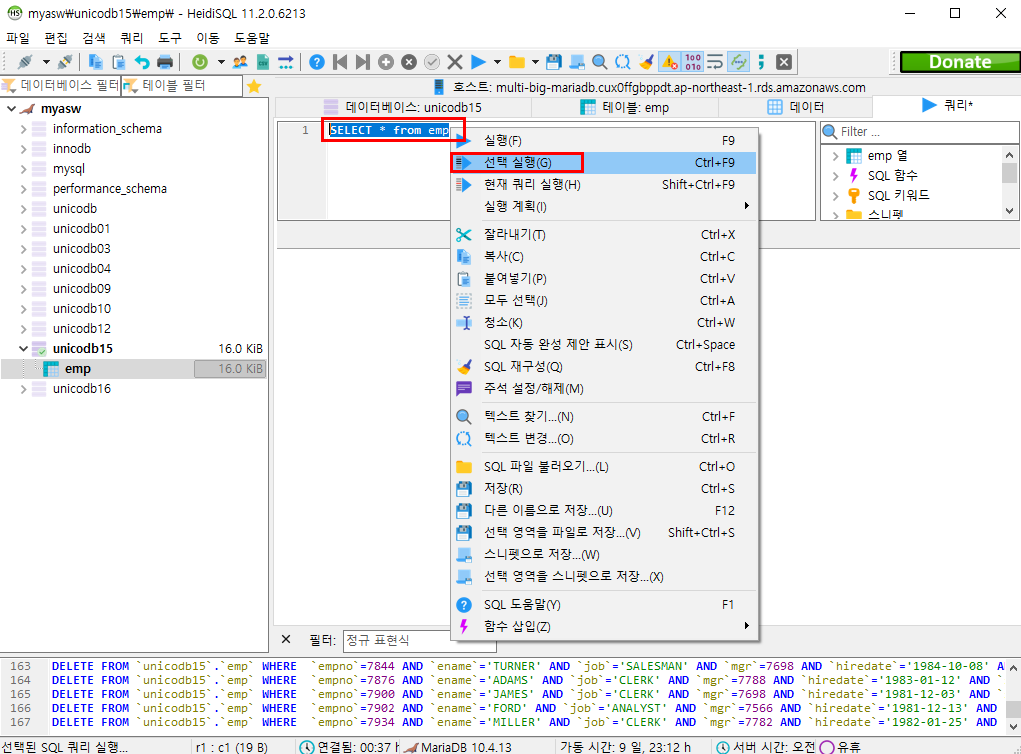 myasw\unicodb15\emp\ - HeidiSQL 11.2.0.6213
파일 편집 검색 쿼리 도구 이동 도움말
Donate
데이터베이스 필터 테이블 필터
호스트: multi-big-mariadb.cux0ffgbppdt.ap-northeast-1.rds.amazonaws.com
데이터베이스: unicodb15 테이블: emp 데이터 쿼리*
myasw
information_schema
innodb
mysql
performance_schema
unicodb
unicodb01
unicodb03
unicodb04
unicodb09
unicodb10
unicodb12
unicodb15 16.0 KiB
emp 16.0 KiB
unicodb16
1 SELECT * from emp
Filter ...
emp 열
SQL 함수
SQL 키워드
스니펫
실행(F) F9
선택 실행(G) Ctrl+F9
현재 쿼리 실행(H) Shift+Ctrl+F9
실행 계획(I)
잘라내기(T) Ctrl+X
복사(C) Ctrl+C
붙여넣기(P) Ctrl+V
모두 선택(J) Ctrl+A
청소(K) Ctrl+W
SQL 자동 완성 제안 표시(S) Ctrl+Space
SQL 재구성(Q) Ctrl+F8
주석 설정/해제(M)
텍스트 찾기...(N) Ctrl+F
텍스트 변경...(O) Ctrl+R
SQL 파일 불러오기...(L) Ctrl+O
저장(R) Ctrl+S
다른 이름으로 저장...(U) F12
선택 영역을 파일로 저장...(V) Shift+Ctrl+S
스니펫으로 저장...(W)
선택 영역을 스니펫으로 저장...(X)
SQL 도움말(Y) F1
함수 삽입(Z)
필터: 정규 표현식
163 DELETE FROM `unicodb15`.`emp` WHERE `empno`=7844 AND `ename`='TURNER' AND `job`='SALESMAN' AND `mgr`=7698 AND `hiredate`='1984-10-08' A
164 DELETE FROM `unicodb15`.`emp` WHERE `empno`=7876 AND `ename`='ADAMS' AND `job`='CLERK' AND `mgr`=7788 AND `hiredate`='1983-01-12' AND `
165 DELETE FROM `unicodb15`.`emp` WHERE `empno`=7900 AND `ename`='JAMES' AND `job`='CLERK' AND `mgr`=7698 AND `hiredate`='1981-12-03' AND `
166 DELETE FROM `unicodb15`.`emp` WHERE `empno`=7902 AND `ename`='FORD' AND `job`='ANALYST' AND `mgr`=7566 AND `hiredate`='1981-12-13' AND
167 DELETE FROM `unicodb15`.`emp` WHERE `empno`=7934 AND `ename`='MILLER' AND `job`='CLERK' AND `mgr`=7782 AND `hiredate`='1982-01-25' AND
선택된 SQL 쿼리 실행... r1 : c1 (19 B) 연결됨: 00:37 h MariaDB 10.4.13 가동 시간: 9 일, 23:12 h 서버 시간: 오전 유휴